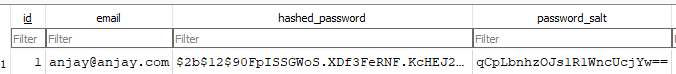 id email hashed_password password_salt
Filter Filter Filter Filter
1 1 anjay@anjay.com $2b$12$90FpISSGWoS.XDf3FeRNF.KcHEJ2… qCpLbnhzOJs1R1WncUcjYw==